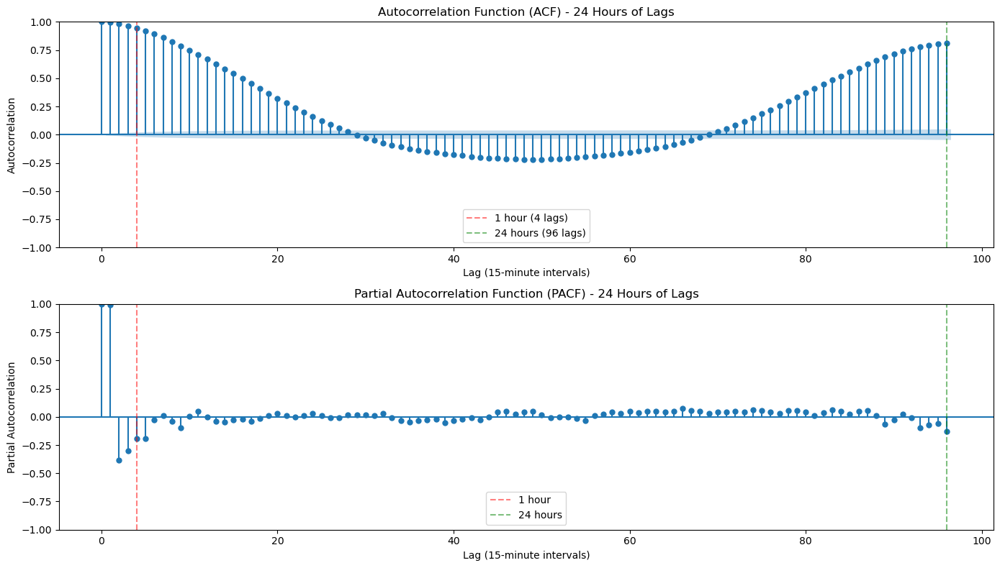 Autocorrelation Function (ACF) - 24 Hours of Lags
1.00
0.75
0.50
0.25
0.00
−0.25
−0.50
−0.75
−1.00
Autocorrelation
1 hour (4 lags)
24 hours (96 lags)
0 20 40 60 80 100
Lag (15-minute intervals)
Partial Autocorrelation Function (PACF) - 24 Hours of Lags
1.00
0.75
0.50
0.25
0.00
−0.25
−0.50
−0.75
−1.00
Partial Autocorrelation
1 hour
24 hours
0 20 40 60 80 100
Lag (15-minute intervals)